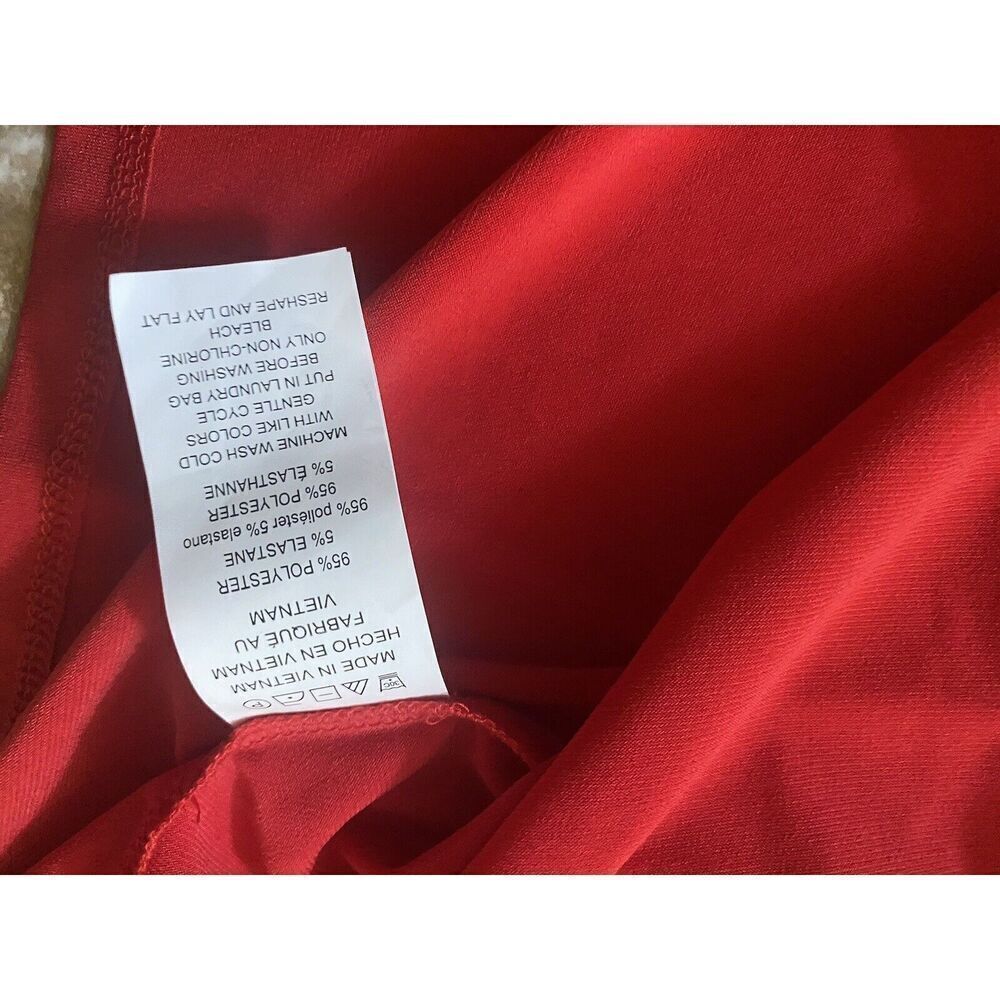 30C P
MADE IN VIETNAM
HECHO EN VIETNAM
FABRIQUÉ AU
VIETNAM
95% POLYESTER
5% ELASTANE
95% poliéster 5% elastano
95% POLYESTER
5% ÉLASTHANNE
MACHINE WASH COLD
WITH LIKE COLORS
GENTLE CYCLE
PUT IN LAUNDRY BAG
BEFORE WASHING
ONLY NON-CHLORINE
BLEACH
RESHAPE AND LAY FLAT